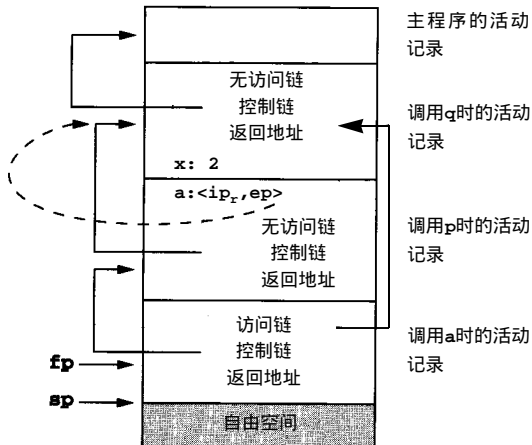 主程序的活动
记录
无访问链
控制链
返回地址
调用q时的活动
记录
x: 2
a:<ipr,ep>
无访问链
控制链
返回地址
调用p时的活动
记录
访问链
控制链
返回地址
调用a时的活动
记录
fp
sp
自由空间